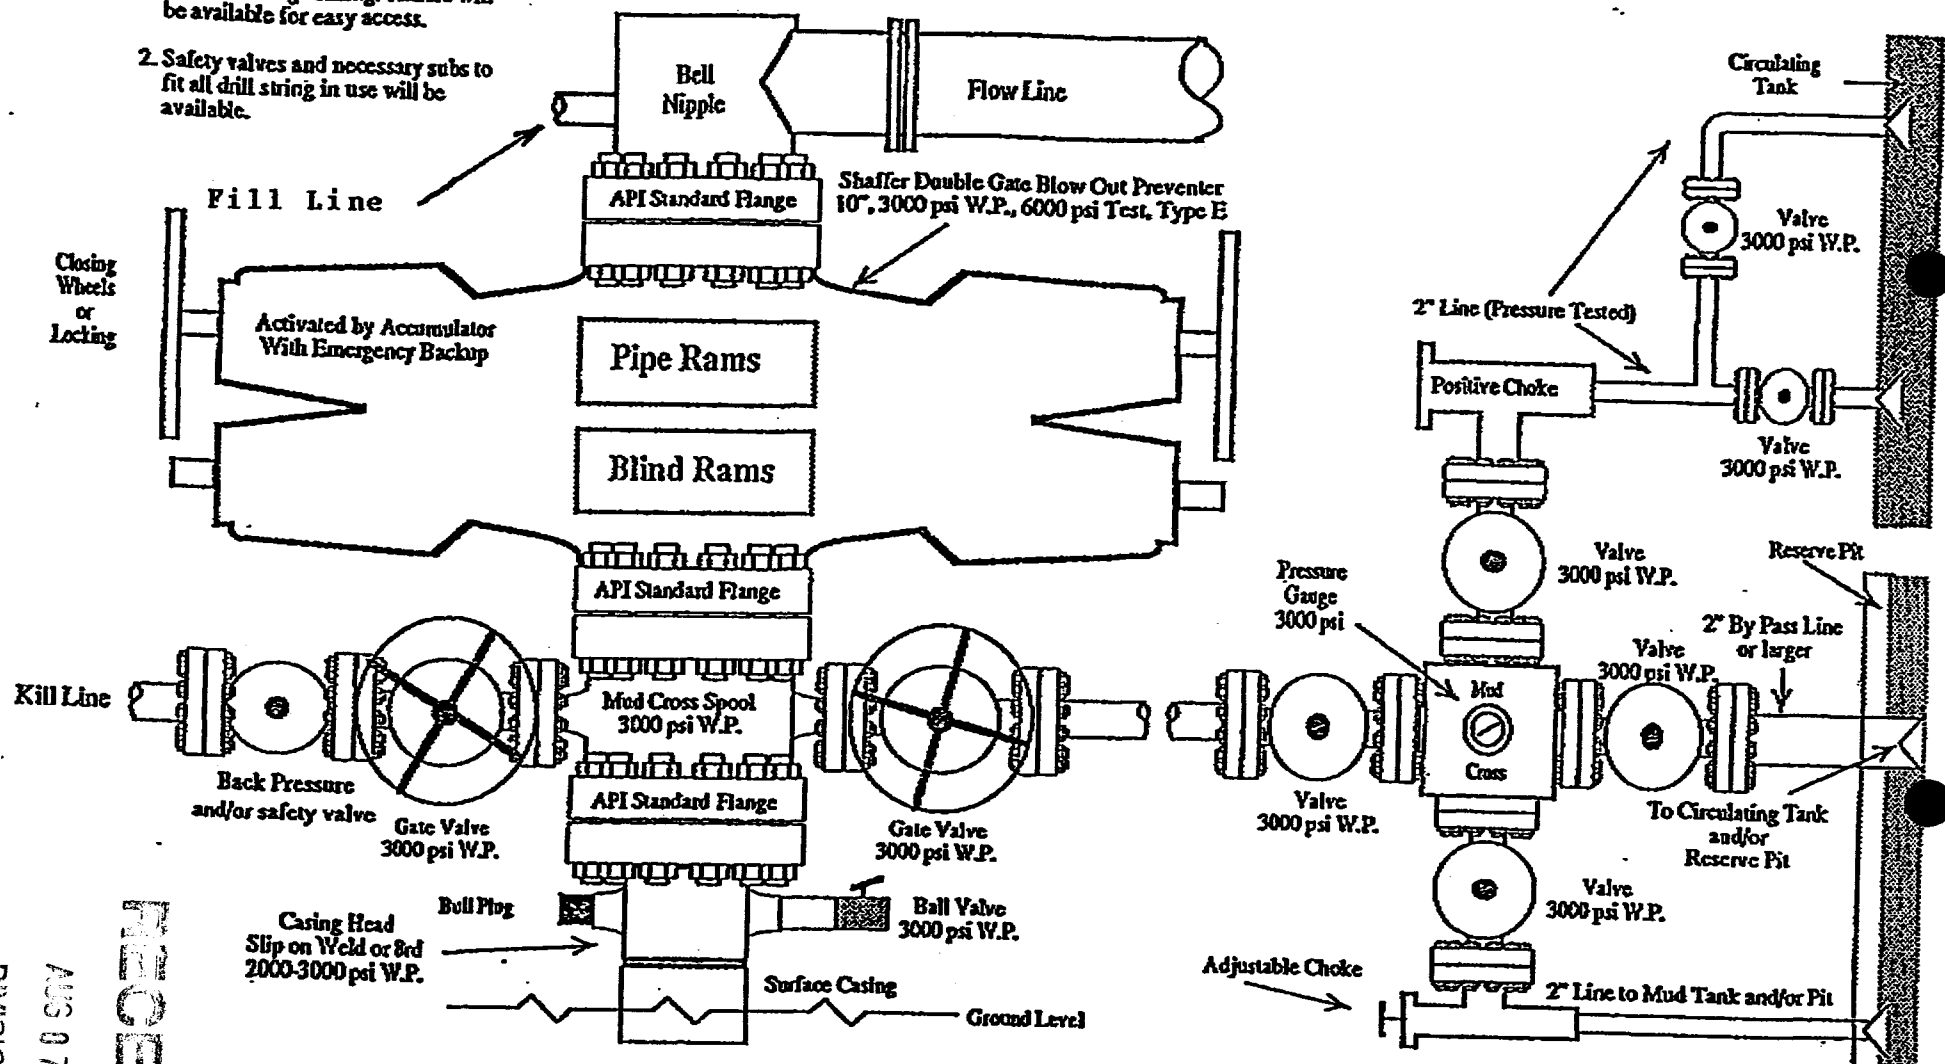 be available for easy access.
2. Safety valves and necessary subs to
fit all drill string in use will be
available.
Bell
Nipple
Flow Line
Fill Line
API Standard Flange
Shaffer Double Gate Blow Out Preventer
10", 3000 psi W.P., 6000 psi Test, Type E
Closing
Wheels
or
Locking
Activated by Accumulator
With Emergency Backup
Pipe Rams
Blind Rams
API Standard Flange
Kill Line
Mud Cross Spool
3000 psi W.P.
Back Pressure
and/or safety valve
Gate Valve
3000 psi W.P.
API Standard Flange
Gate Valve
3000 psi W.P.
Bull Plug
Ball Valve
3000 psi W.P.
Casing Head
Slip on Weld or 8rd
2000-3000 psi W.P.
Surface Casing
Ground Level
Circulating
Tank
Valve
3000 psi W.P.
2" Line (Pressure Tested)
Positive Choke
Valve
3000 psi W.P.
Valve
3000 psi W.P.
Reserve Pit
Pressure
Gauge
3000 psi
Valve
3000 psi W.P.
2" By Pass Line
or larger
Mud
Cross
Valve
3000 psi W.P.
To Circulating Tank
and/or
Reserve Pit
Valve
3000 psi W.P.
Adjustable Choke
2" Line to Mud Tank and/or Pit
AUG 07